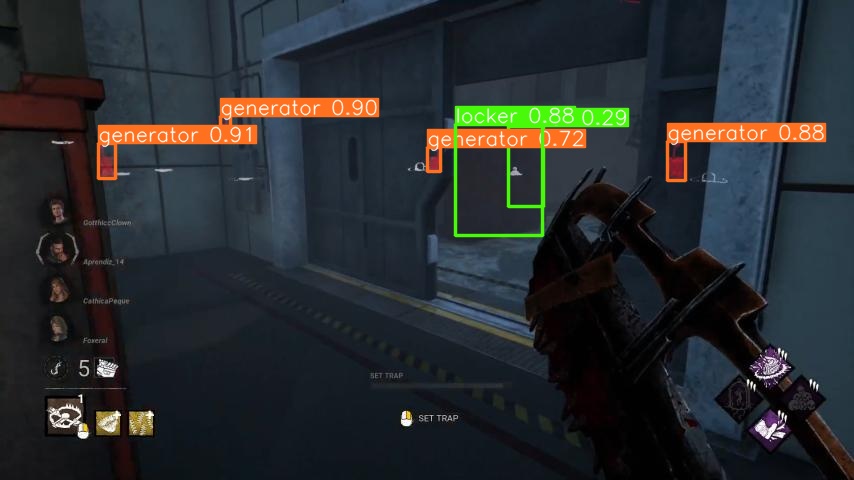 generator 0.90
locker 0.88 0.29
generator 0.91
generator 0.72
generator 0.88
GotthiccClown
Aprendiz_14
CathicaPeque
Foxeral
5
SET TRAP
1
SET TRAP